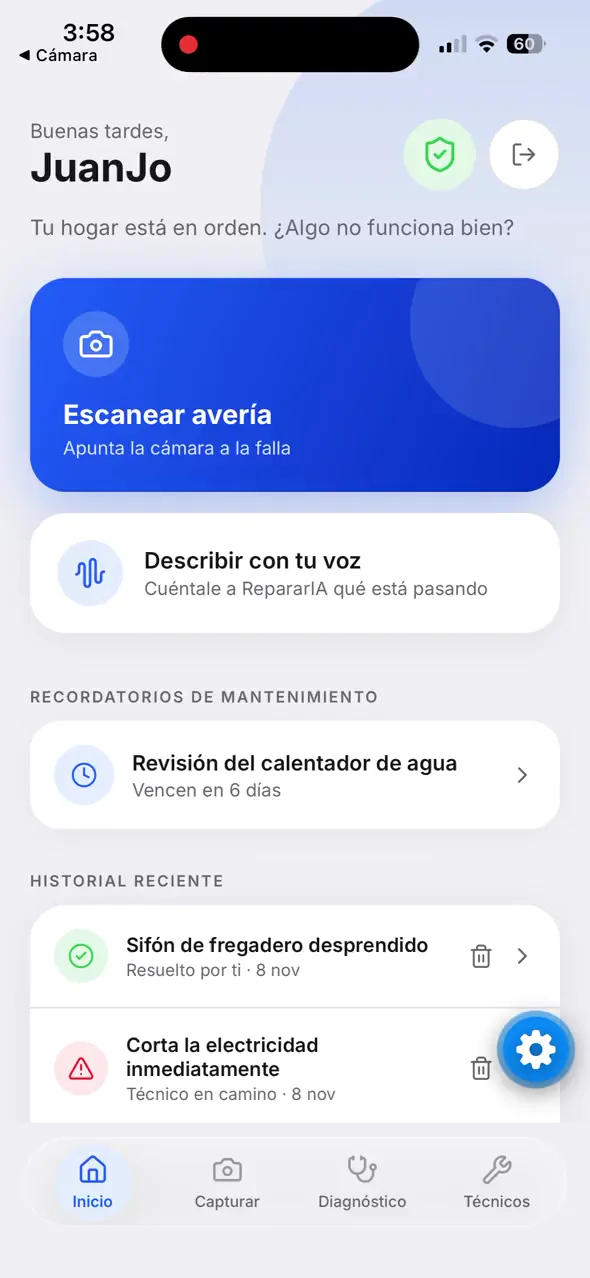 3:58
60
◀ Cámara
Buenas tardes,
JuanJo
Tu hogar está en orden. ¿Algo no funciona bien?
Escanear avería
Apunta la cámara a la falla
Describir con tu voz
Cuéntale a RepararIA qué está pasando
RECORDATORIOS DE MANTENIMIENTO
Revisión del calentador de agua
Vencen en 6 días
HISTORIAL RECIENTE
Sifón de fregadero desprendido
Resuelto por ti · 8 nov
Corta la electricidad
inmediatamente
Técnico en camino · 8 nov
Inicio
Capturar
Diagnóstico
Técnicos